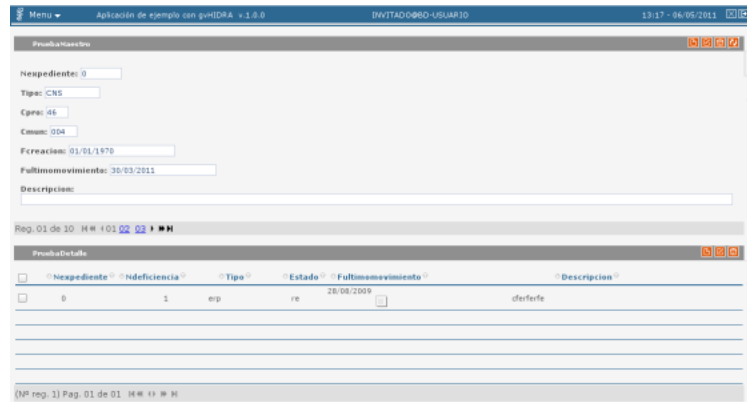 Menu Aplicación de ejemplo con gvHIDRA v.1.0.0 INVITADO@BD-USUARIO 13:17 - 06/05/2011
PruebaMaestro
Nexpediente: 0
Tipo: CNS
Cpro: 46
Cmun: 004
Fcreacion: 01/01/1970
Fultimomovimiento: 30/03/2011
Descripcion:
Reg. 01 de 10 01 02 03
PruebaDetalle
Nexpediente Ndeficiencia Tipo Estado Fultimomovimiento Descripcion
0 1 erp re 28/08/2009 cferferfe
(Nº reg. 1) Pag. 01 de 01